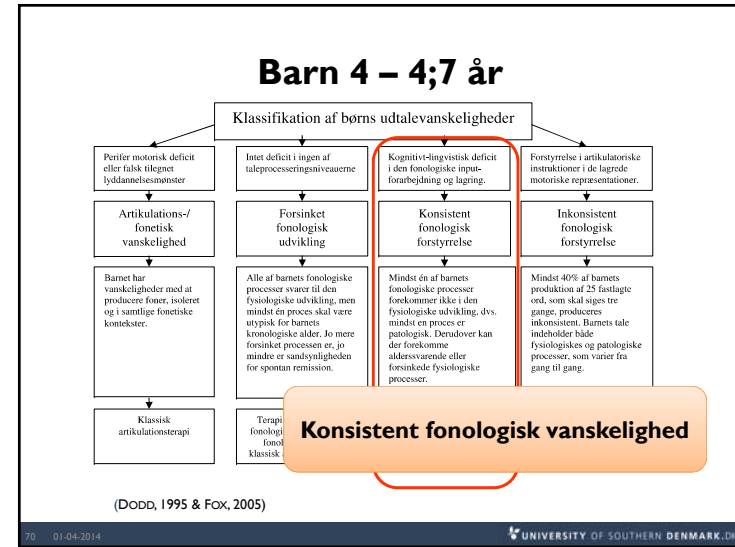 Barn 4 – 4;7 år
Klassifikation af børns udtalevanskeligheder
Perifer motorisk deficit
eller falsk tilegnet
lyddannelsesmønster
Intet deficit i ingen af
taleprocesseringsniveauerne
Kognitivt-lingvistisk deficit
i den fonologiske input-
forarbejdning og lagring.
Forstyrrelse i artikulatoriske
instruktioner i de lagrede
motoriske repræsentationer.
Artikulations-/
fonetisk
vanskelighed
Forsinket
fonologisk
udvikling
Konsistent
fonologisk
forstyrrelse
Inkonsistent
fonologisk
forstyrrelse
Barnet har
vanskeligheder med at
producere foner, isoleret
og i samtlige fonetiske
kontekster.
Alle af barnets fonologiske
processer svarer til den
fysiologiske udvikling, men
mindst én proces skal være
utypisk for barnets
kronologiske alder. Jo mere
forsinket processen er, jo
mindre er sandsynligheden
for spontan remission.
Mindst én af barnets
fonologiske processer
forekommer ikke i den
fysiologiske udvikling, dvs.
mindst en proces er
patologisk. Derudover kan
der forekomme
alderssvarende eller
forsinkede fysiologiske
processer.
Mindst 40% af barnets
produktion af 25 fastlagte
ord, som skal siges tre
gange, produceres
inkonsistent. Barnets tale
indeholder både
fysiologiskes og patologiske
processer, som varier fra
gang til gang.
Klassisk
artikulationsterapi
Terapi
fonologi
fonol
klassisk
Konsistent fonologisk vanskelighed
(DODD, 1995 & FOX, 2005)
70 01-04-2014
UNIVERSITY OF SOUTHERN DENMARK.DK